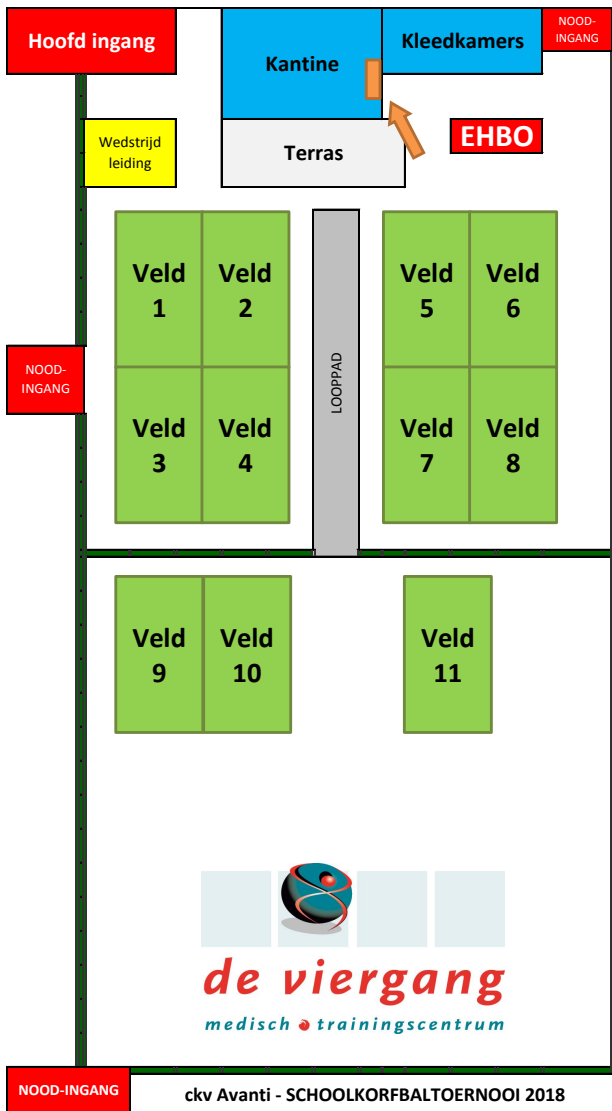 Hoofd ingang
Kantine
Kleedkamers
NOOD-
INGANG
Wedstrijd
leiding
Terras
EHBO
Veld
1
Veld
2
Veld
5
Veld
6
NOOD-
INGANG
LOOPPAD
Veld
3
Veld
4
Veld
7
Veld
8
Veld
9
Veld
10
Veld
11
de viergang
medisch trainingscentrum
NOOD-INGANG
ckv Avanti - SCHOOLKORFBALTOERNOOI 2018